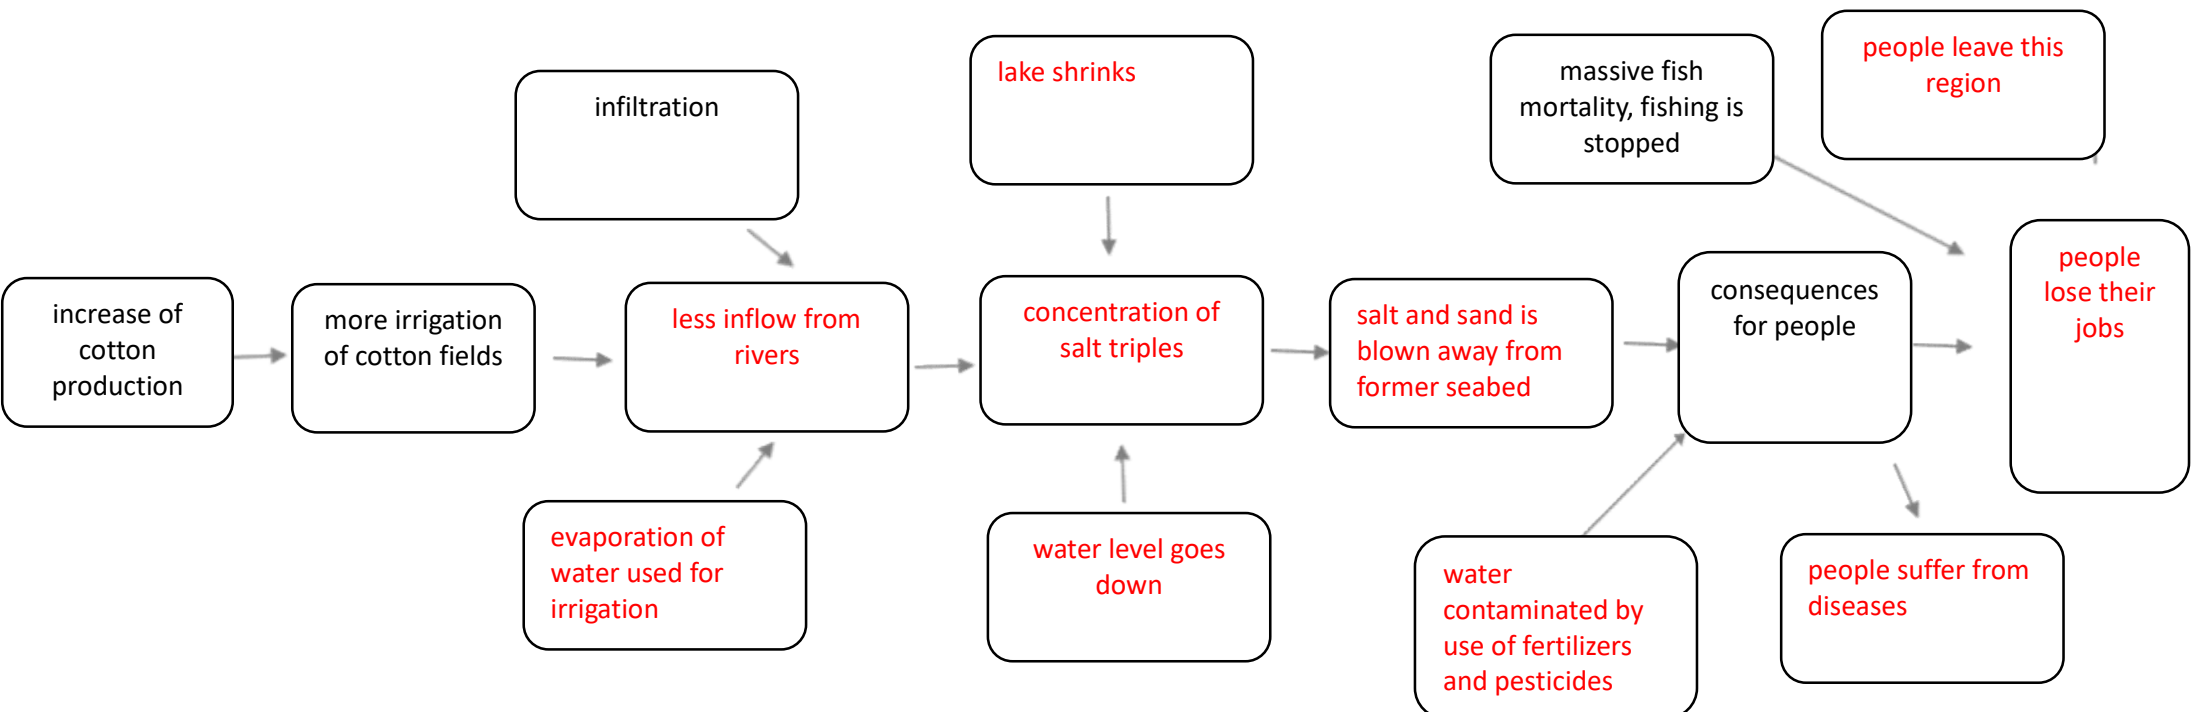 infiltration
lake shrinks
massive fish
mortality, fishing is
stopped
people leave this
region
increase of
cotton
production
more irrigation
of cotton fields
less inflow from
rivers
concentration of
salt triples
salt and sand is
blown away from
former seabed
consequences
for people
people
lose their
jobs
evaporation of
water used for
irrigation
water level goes
down
water
contaminated by
use of fertilizers
and pesticides
people suffer from
diseases